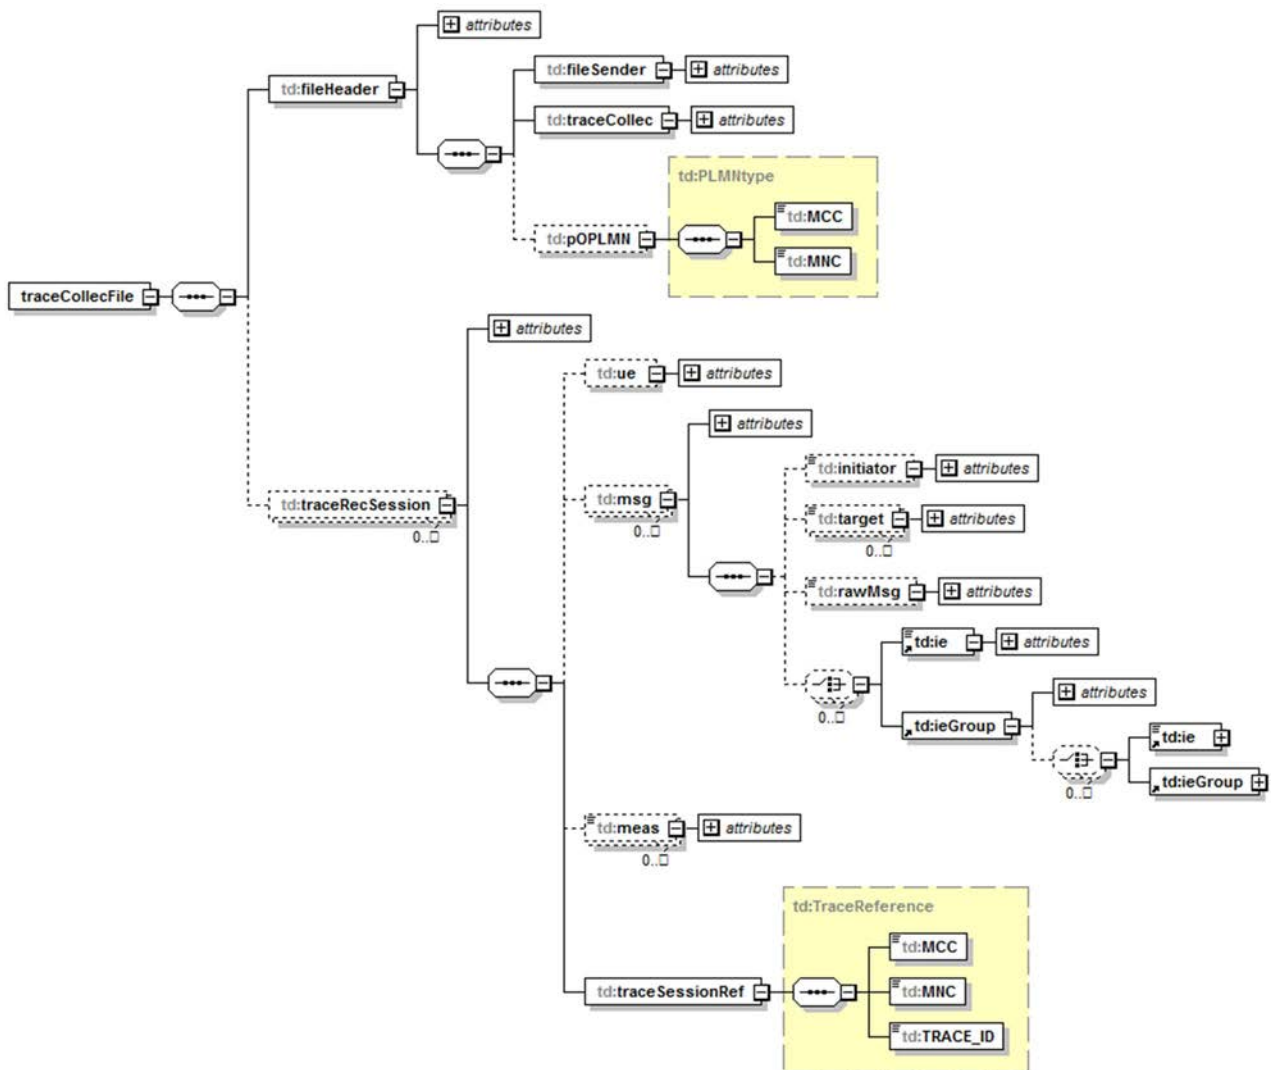 attributes
td:fileSender
attributes
td:fileHeader
td:traceCollec
attributes
td:PLMNtype
td:MCC
td:pOPLMN
td:MNC
traceCollecFile
attributes
td:ue
attributes
attributes
td:initiator
attributes
td:traceRecSession
0..□
td:msg
0..□
td:target
0..□
attributes
td:rawMsg
attributes
td:ie
attributes
0..□
attributes
td:ieGroup
td:ie
0..□
td:ieGroup
td:meas
0..□
attributes
td:TraceReference
td:MCC
td:traceSessionRef
td:MNC
td:TRACE_ID